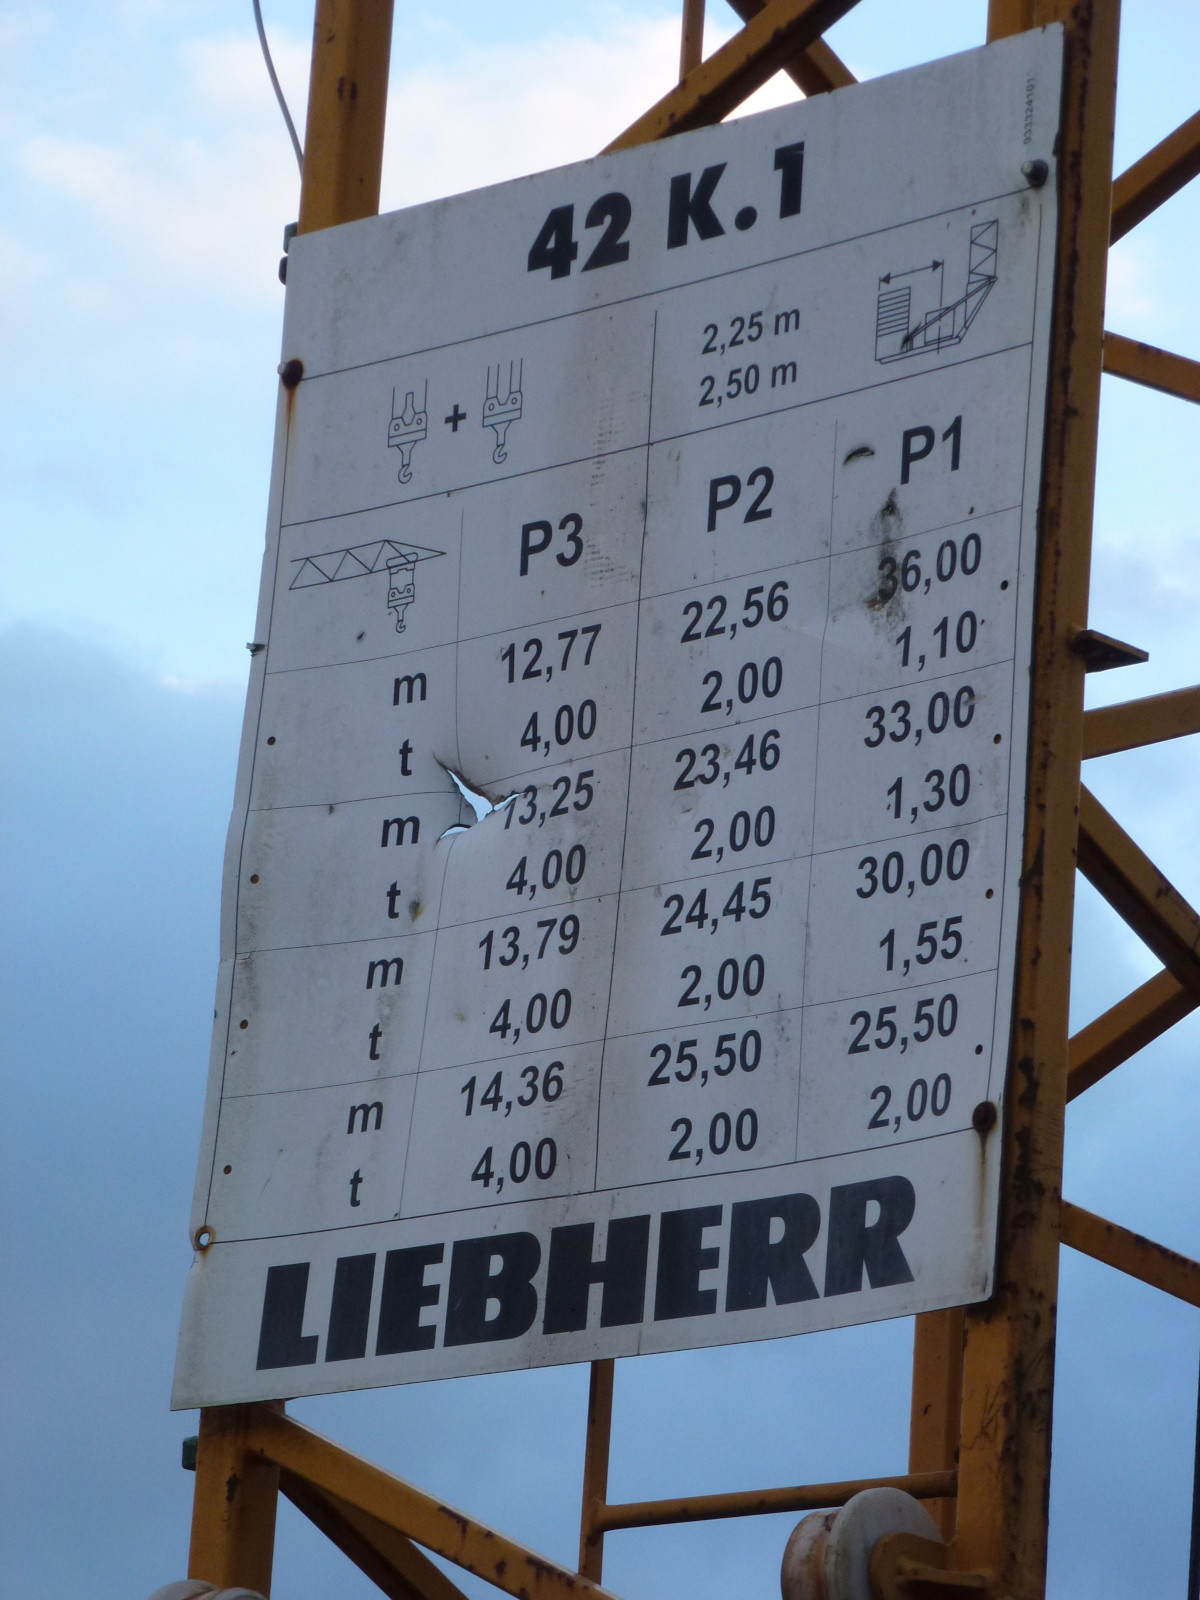 933324101
42 K.1
2,25 m
2,50 m
+
P3 P2 P1
m 12,77 22,56 36,00
t 4,00 2,00 1,10
m 13,25 23,46 33,00
t 4,00 2,00 1,30
m 13,79 24,45 30,00
t 4,00 2,00 1,55
m 14,36 25,50 25,50
t 4,00 2,00 2,00
LIEBHERR